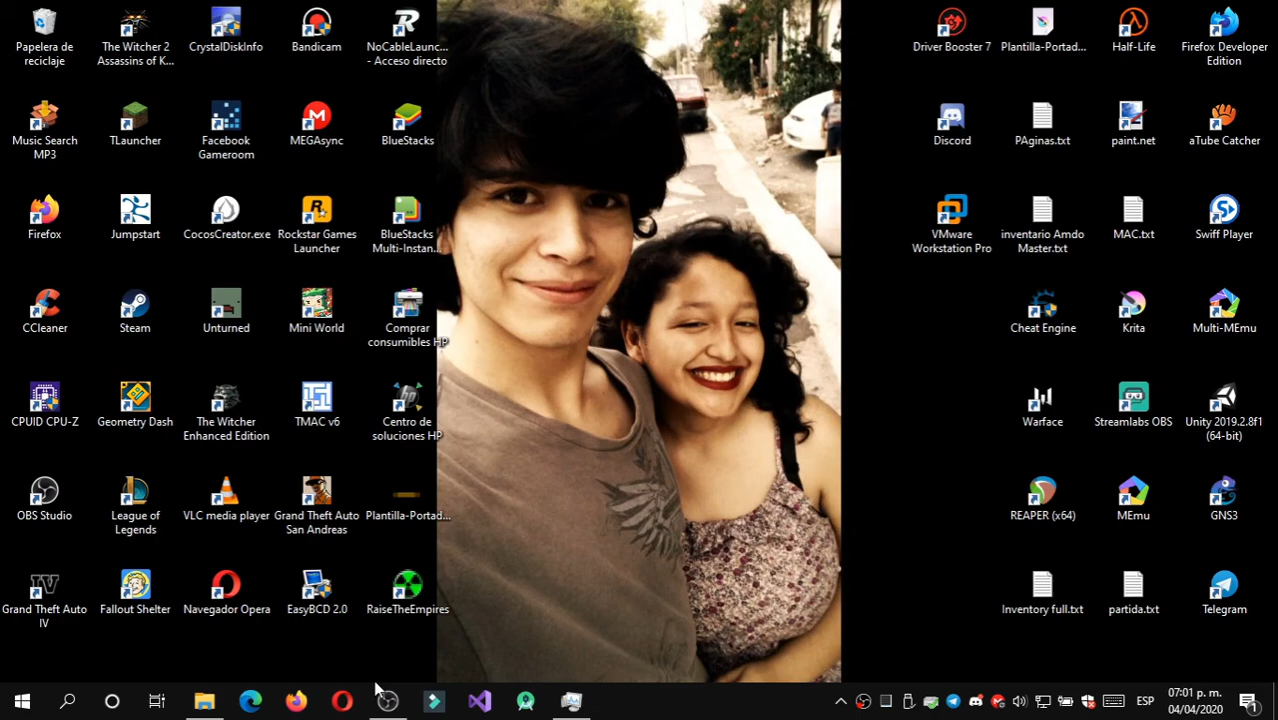 Papelera de
reciclaje
The Witcher 2
Assassins of K...
CrystalDiskInfo
Bandicam
NoCableLaunc...
- Acceso directo
Driver Booster 7
Plantilla-Portad...
Half-Life
Firefox Developer
Edition
Music Search
MP3
TLauncher
Facebook
Gameroom
MEGAsync
BlueStacks
Discord
PAginas.txt
paint.net
aTube Catcher
Firefox
Jumpstart
CocosCreator.exe
Rockstar Games
Launcher
BlueStacks
Multi-Instan...
VMware
Workstation Pro
inventario Amdo
Master.txt
MAC.txt
Swiff Player
CCleaner
Steam
Unturned
Mini World
Comprar
consumibles HP
Cheat Engine
Krita
Multi-MEmu
CPUID CPU-Z
Geometry Dash
The Witcher
Enhanced Edition
TMAC v6
Centro de
soluciones HP
Warface
Streamlabs OBS
Unity 2019.2.8f1
(64-bit)
OBS Studio
League of
Legends
VLC media player
Grand Theft Auto
San Andreas
Plantilla-Portad...
REAPER (x64)
MEmu
GNS3
IV
Grand Theft Auto
IV
Fallout Shelter
Navegador Opera
EasyBCD 2.0
RaiseTheEmpires
Inventory full.txt
partida.txt
Telegram
ESP
07:01 p. m.
04/04/2020
1